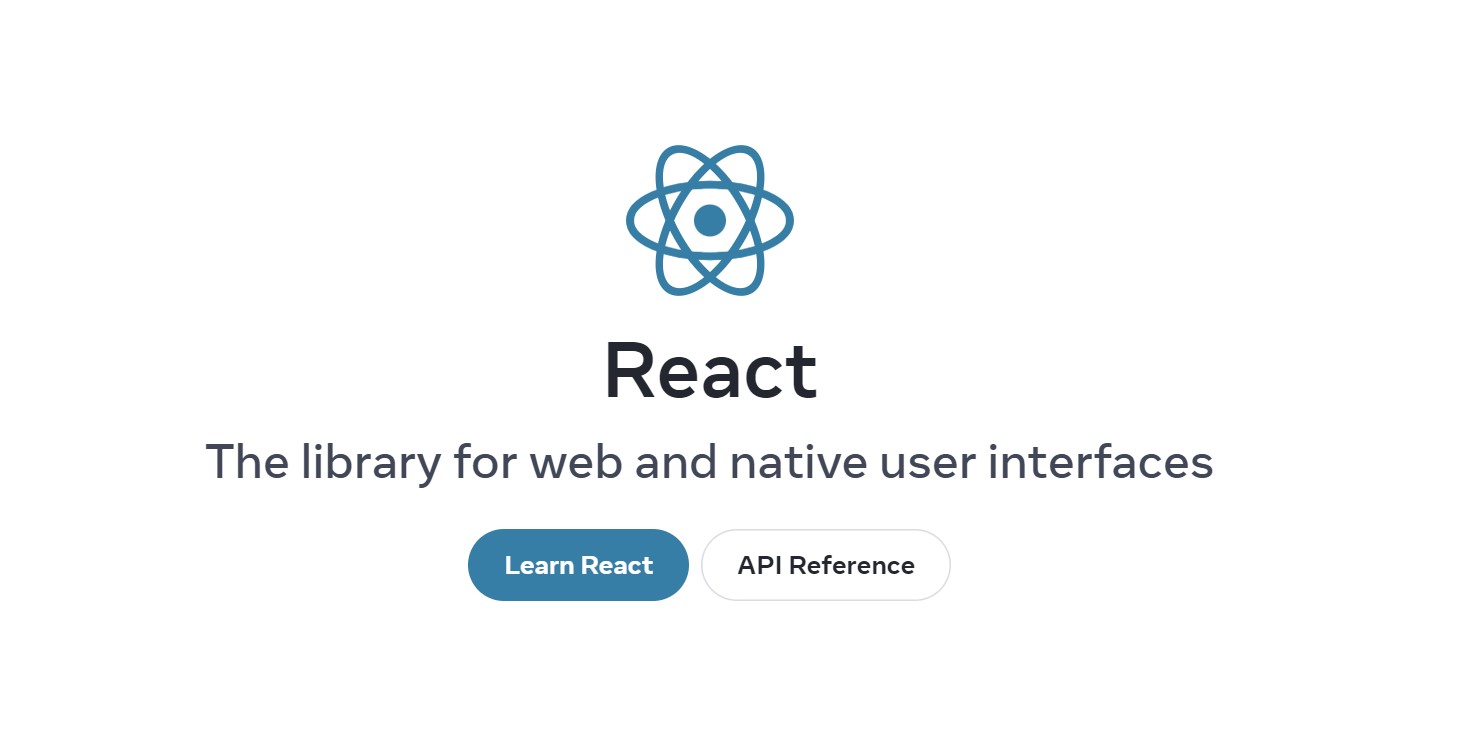 React
The library for web and native user interfaces
Learn React
API Reference